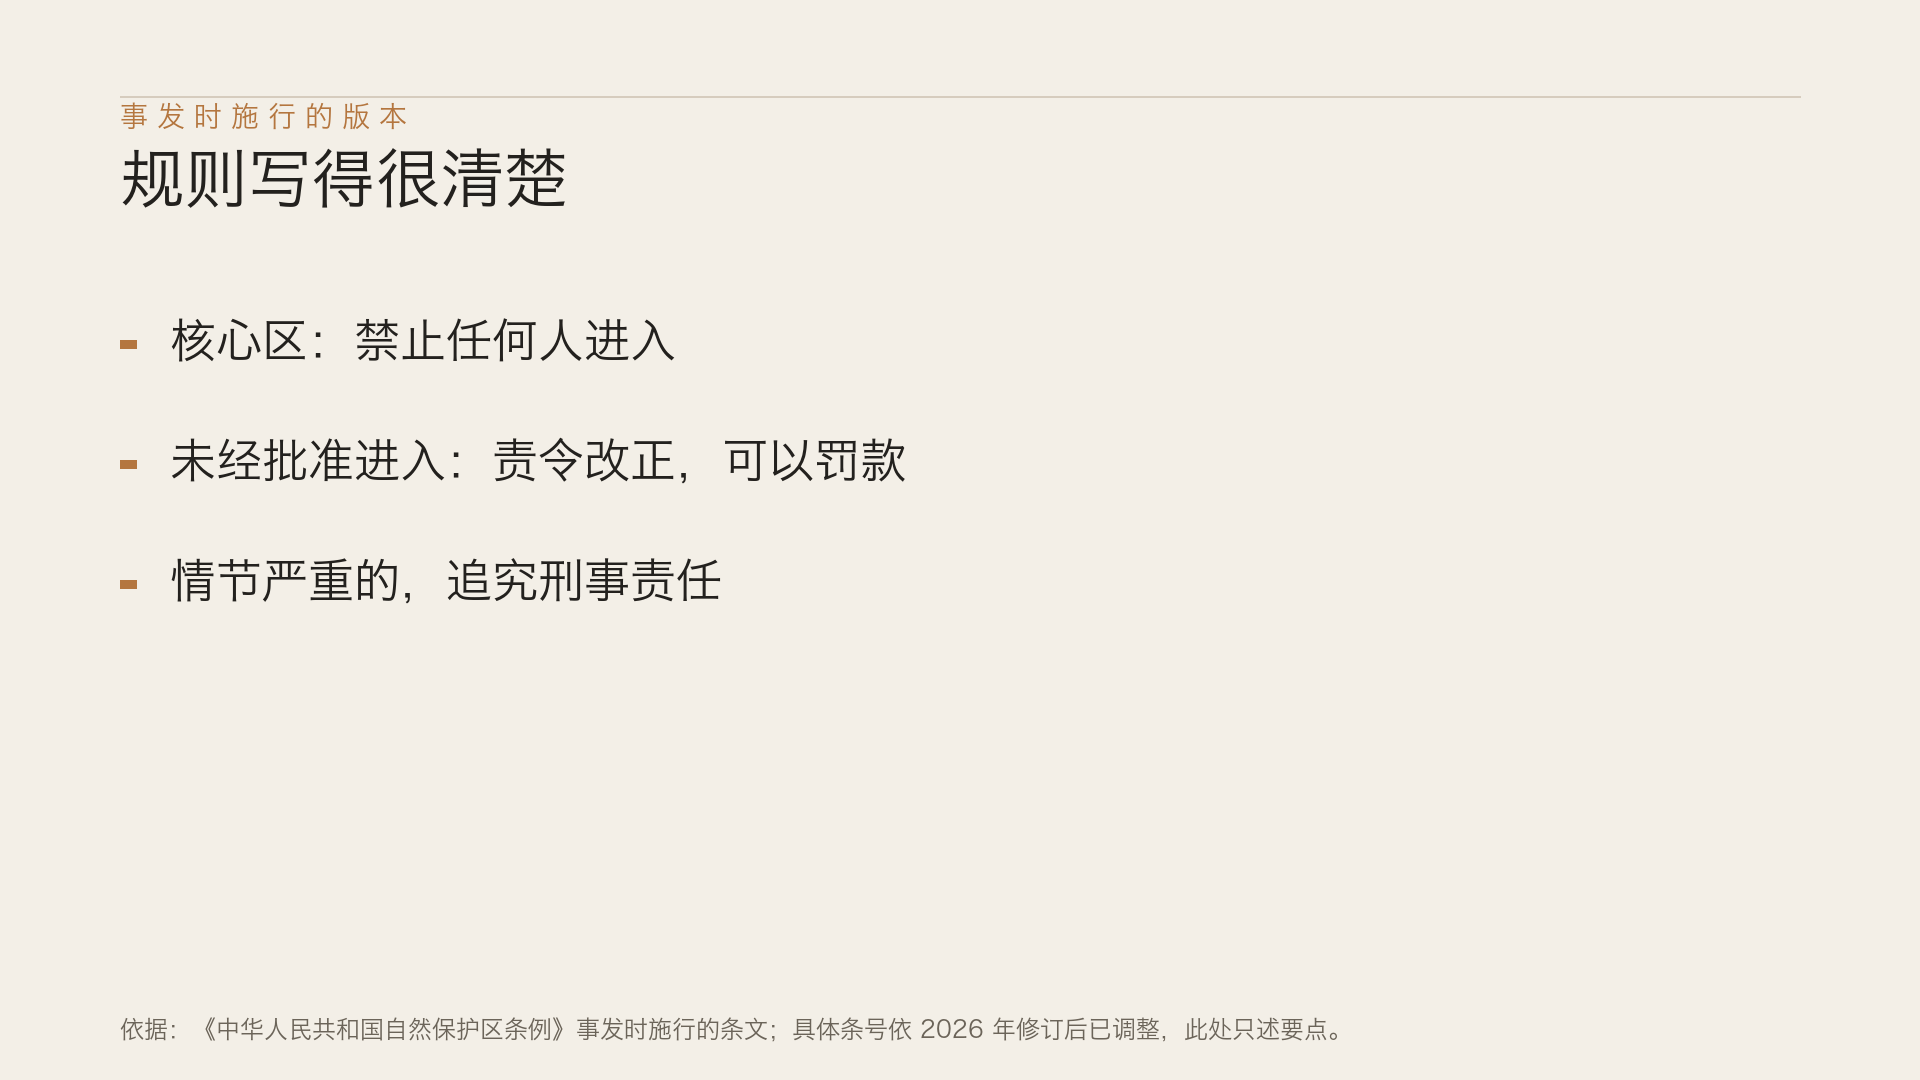 事发时施行的版本
规则写得很清楚
核心区：禁止任何人进入
未经批准进入：责令改正，可以罚款
情节严重的，追究刑事责任
依据：《中华人民共和国自然保护区条例》事发时施行的条文；具体条号依 2026 年修订后已调整，此处只述要点。